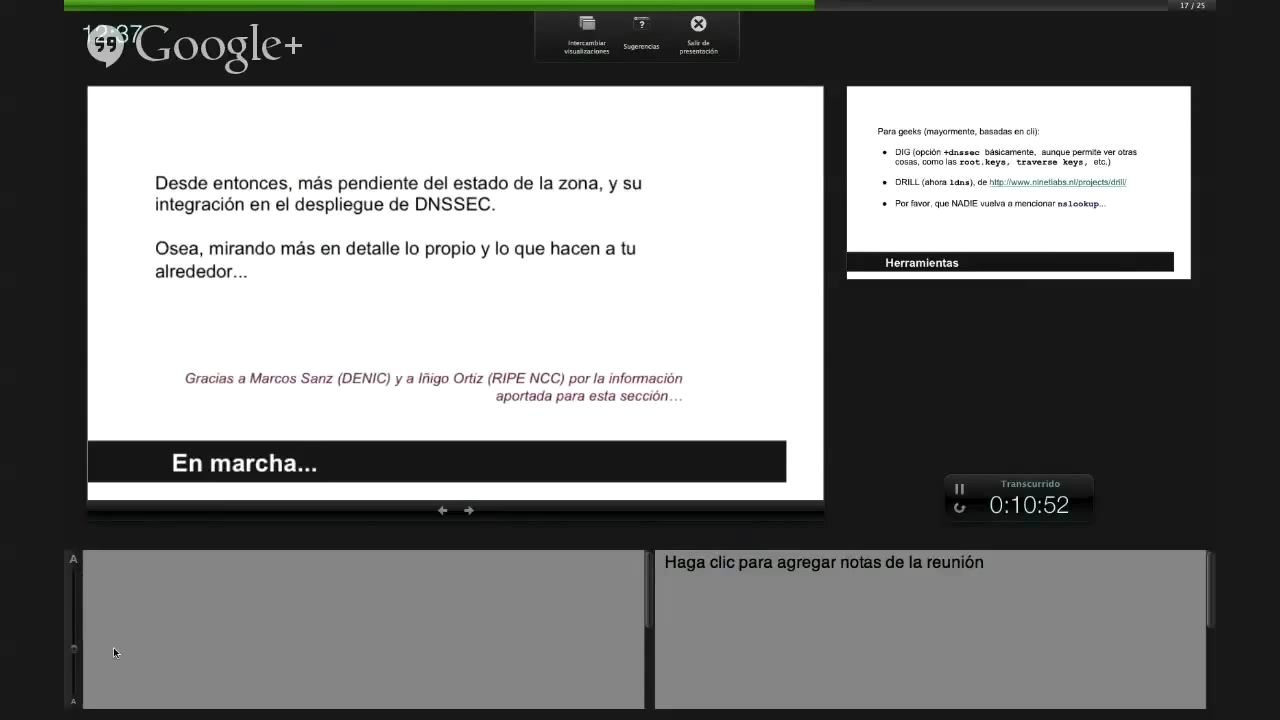 17 / 25
12:37
Google+
Intercambiar
visualizaciones
Sugerencias
Salir de
presentación
Desde entonces, más pendiente del estado de la zona, y su
integración en el despliegue de DNSSEC.
Osea, mirando más en detalle lo propio y lo que hacen a tu
alrededor...
Gracias a Marcos Sanz (DENIC) y a Iñigo Ortiz (RIPE NCC) por la información
aportada para esta sección...
En marcha...
Para geeks (mayormente, basadas en cli):
● DIG (opción +dnssec básicamente, aunque permite ver otras
cosas, como las root.keys, traverse keys, etc.)
● DRILL (ahora ldns), de http://www.nlnetlabs.nl/projects/drill/
● Por favor, que NADIE vuelva a mencionar nslookup...
Herramientas
Transcurrido
0:10:52
A
A
Haga clic para agregar notas de la reunión